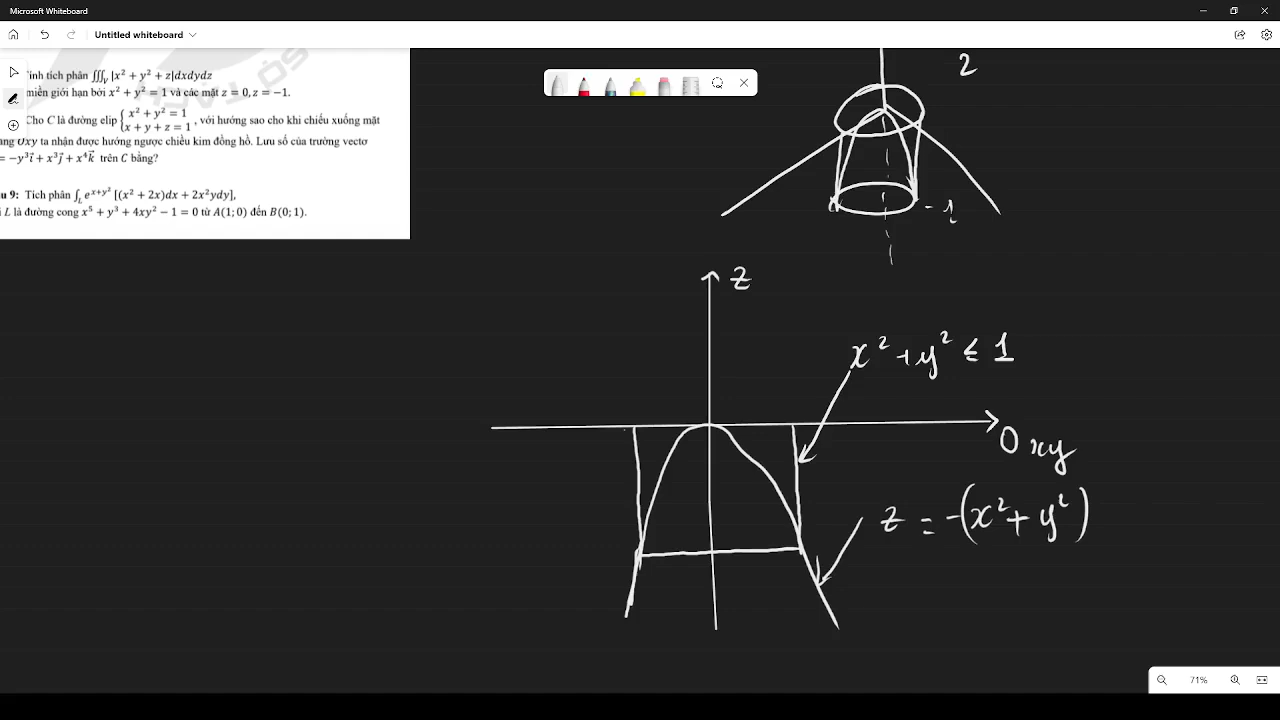 Microsoft Whiteboard
Untitled whiteboard
Tính tích phân ∭_V |x² + y² + z|dxdydz
miền giới hạn bởi x² + y² = 1 và các mặt z = 0, z = −1.
Cho C là đường elip { x² + y² = 1
x + y + z = 1 , với hướng sao cho khi chiếu xuống mặt
Oxy ta nhận được hướng ngược chiều kim đồng hồ. Lưu số của trường vectơ
= −y³i⃗ + x³j⃗ + x⁴k⃗ trên C bằng?
9: Tích phân ∫_L e^{x+y²} [(x² + 2x)dx + 2x²ydy],
L là đường cong x⁵ + y³ + 4xy² − 1 = 0 từ A(1; 0) đến B(0; 1).
2
-1
z
x² + y² ≤ 1
Oxy
z = -(x² + y²)
71%